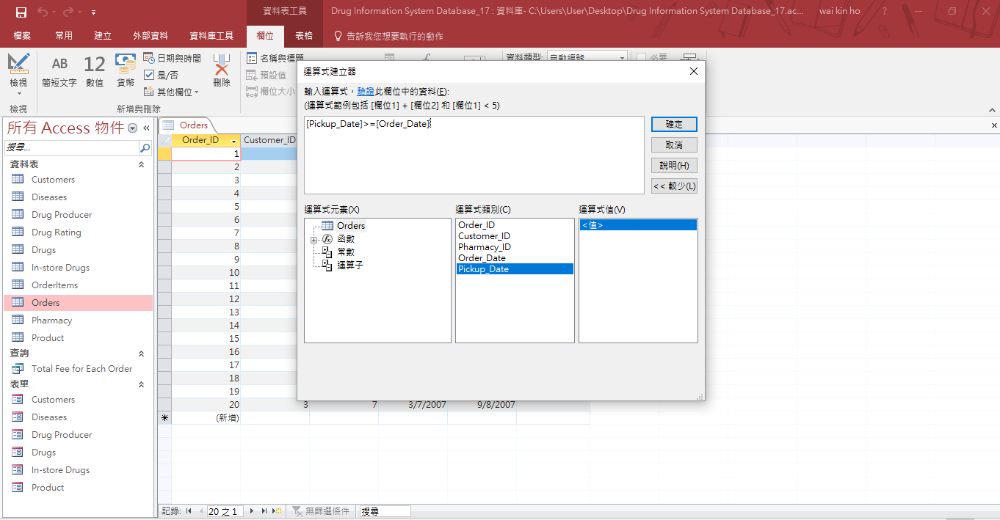 資料表工具
Drug Information System Database_17 : 資料庫- C:\Users\User\Desktop\Drug Information System Database_17.ac...
wai kin ho
?
檔案 常用 建立 外部資料 資料庫工具 欄位 表格 告訴我您想要執行的作
檢視
AB
簡短文字
12
數值
貨幣
日期與時間
是/否
其他欄位
刪除
名稱與標題
預設值
欄位大小
資料類型: 自動編號
必要
檢視
新增與刪除
所有 Access 物件
«
搜尋...
資料表
Customers
Diseases
Drug Producer
Drug Rating
Drugs
In-store Drugs
OrderItems
Orders
Pharmacy
Product
查詢
Total Fee for Each Order
表單
Customers
Diseases
Drug Producer
Drugs
In-store Drugs
Product
Orders
Order_ID Customer_ID
1
2
3
4
5
6
7
8
9
10
11
12
13
14
15
16
17
18
19
20 3 7 3/7/2007 9/8/2007
(新增)
運算式建立器
輸入運算式，驗證此欄位中的資料(E):
(運算式範例包括 [欄位1] + [欄位2] 和 [欄位1] < 5)
[Pickup_Date]>=[Order_Date]
確定
取消
說明(H)
<< 較少(L)
運算式元素(X)
Orders
函數
常數
運算子
運算式類別(C)
Order_ID
Customer_ID
Pharmacy_ID
Order_Date
Pickup_Date
運算式值(V)
<值>
記錄: 20 之 1 無篩選條件 搜尋